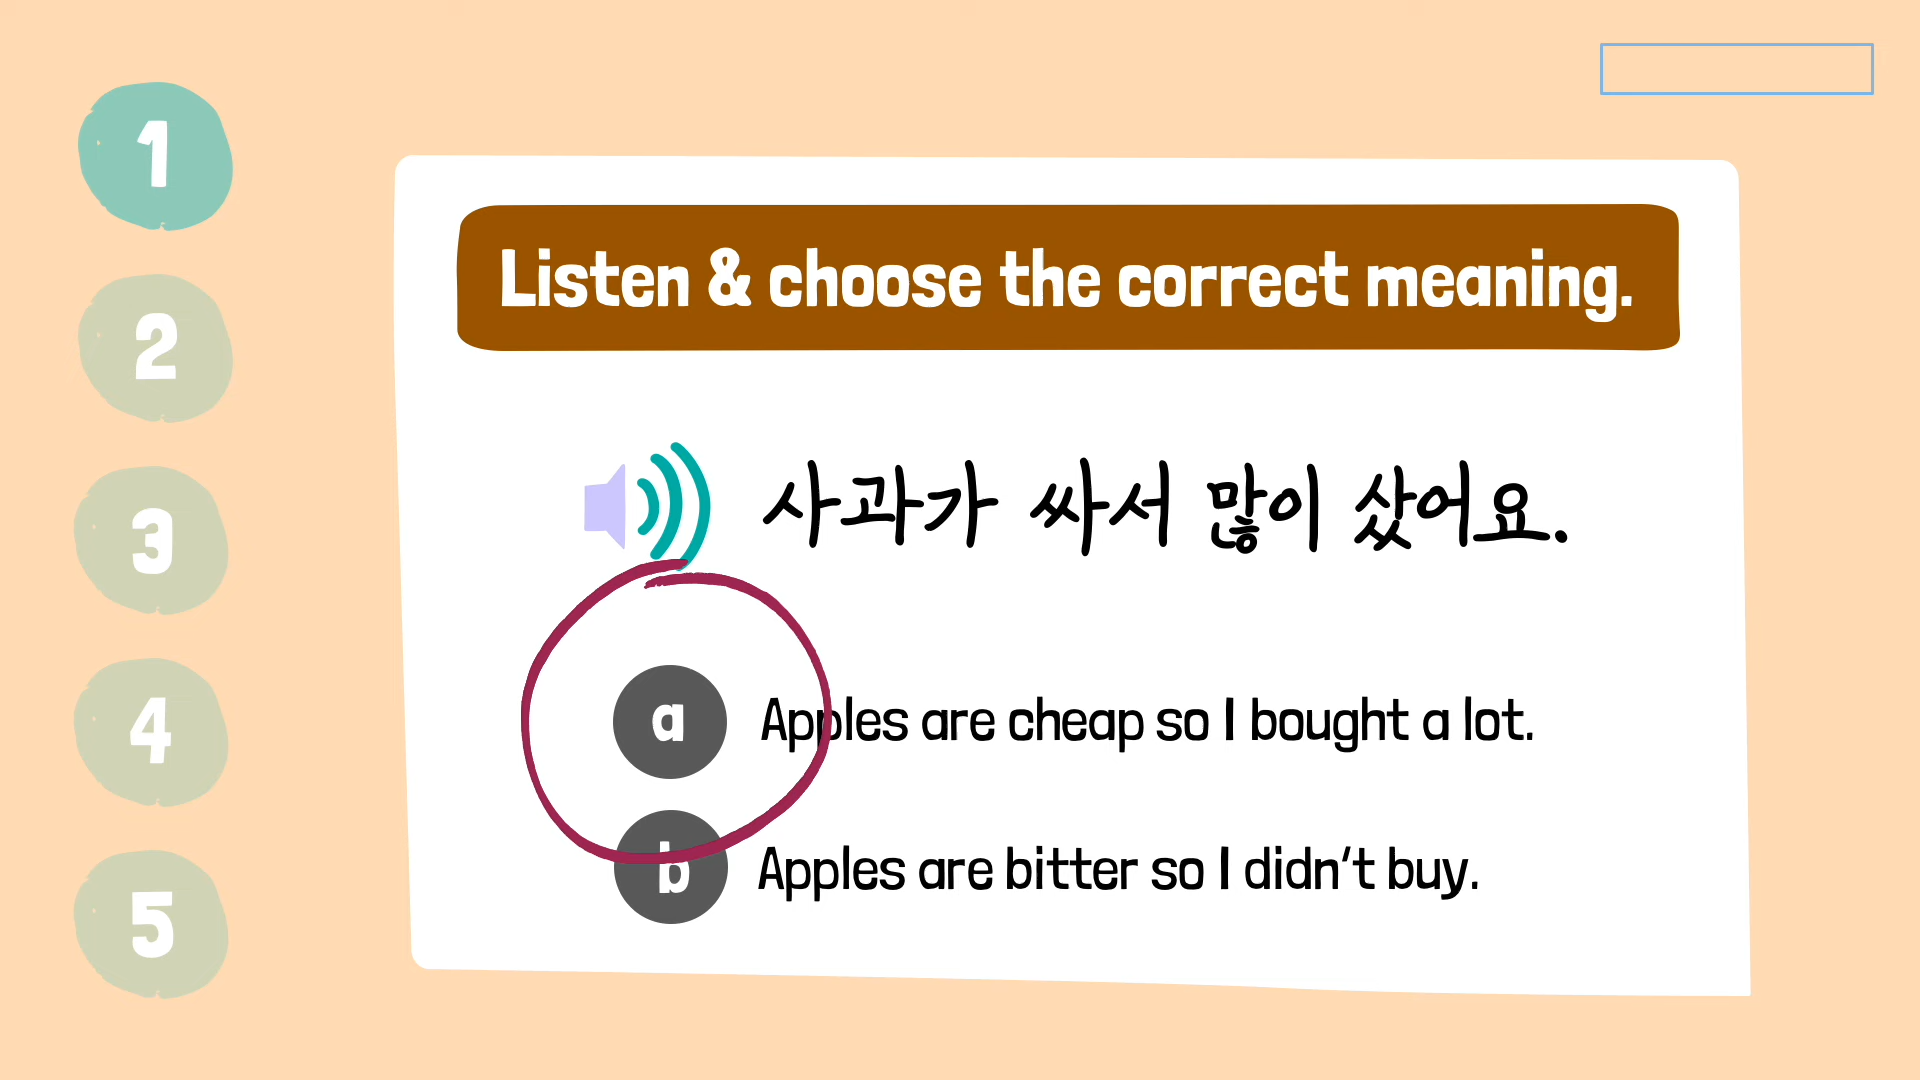 1
2
3
4
5
Listen & choose the correct meaning.
사과가 싸서 많이 샀어요.
a Apples are cheap so I bought a lot.
b Apples are bitter so I didn't buy.